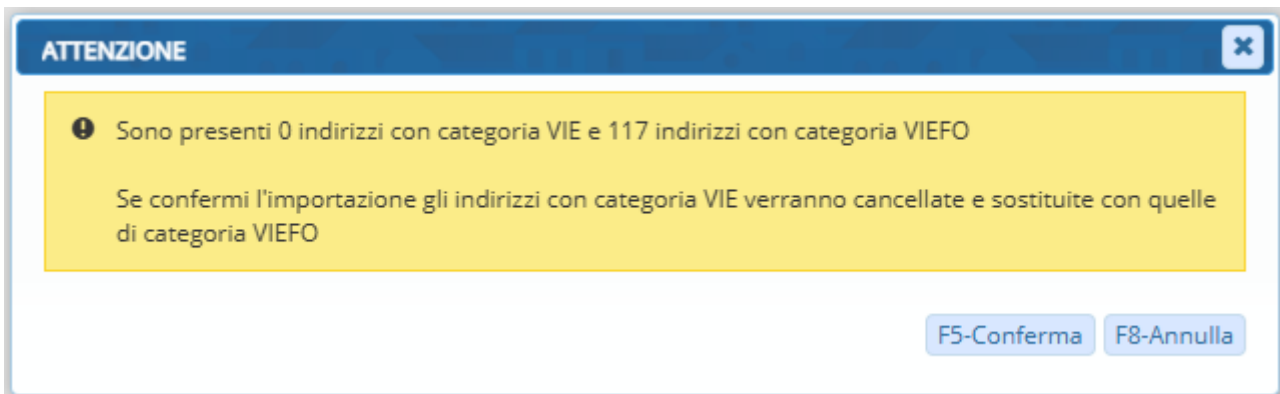 ATTENZIONE
Sono presenti 0 indirizzi con categoria VIE e 117 indirizzi con categoria VIEFO
Se confermi l'importazione gli indirizzi con categoria VIE verranno cancellate e sostituite con quelle
di categoria VIEFO
F5-Conferma F8-Annulla